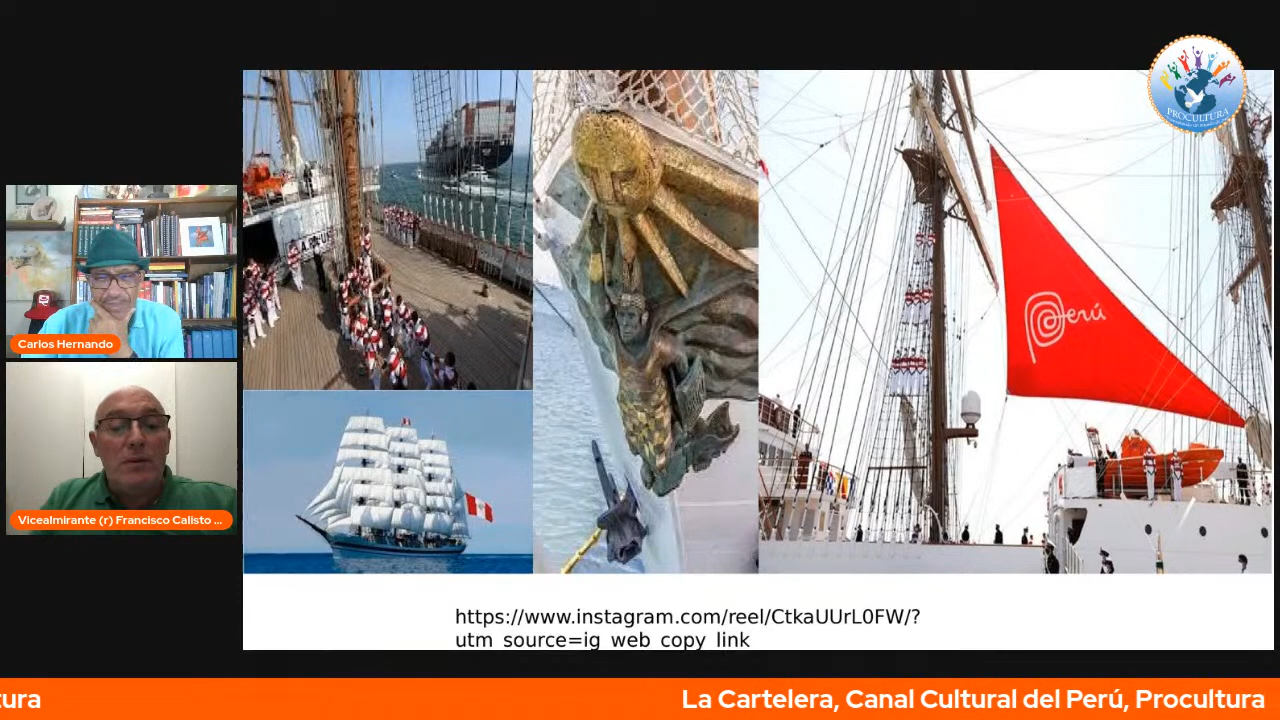 PROCULTURA
Perú
Carlos Hernando
Vicealmirante (r) Francisco Calisto ...
https://www.instagram.com/reel/CtkaUUrL0FW/?
utm_source=ig_web_copy_link
tura
La Cartelera, Canal Cultural del Perú, Procultura